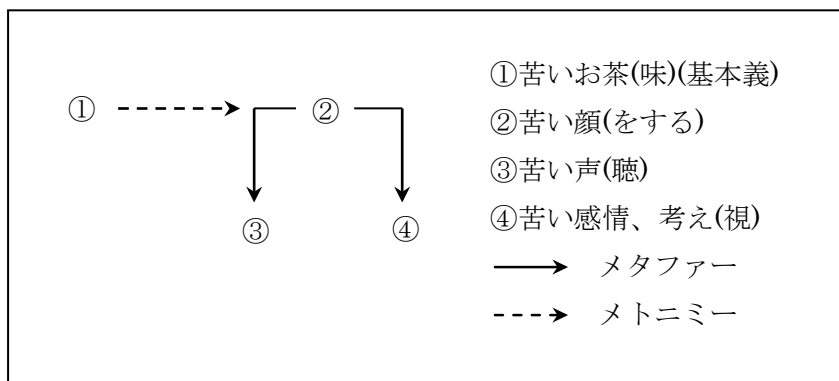 ①苦いお茶(味)(基本義)
① ②
②苦い顔(をする)
③苦い声(聴)
③ ④
④苦い感情、考え(視)
メタファー
メトニミー